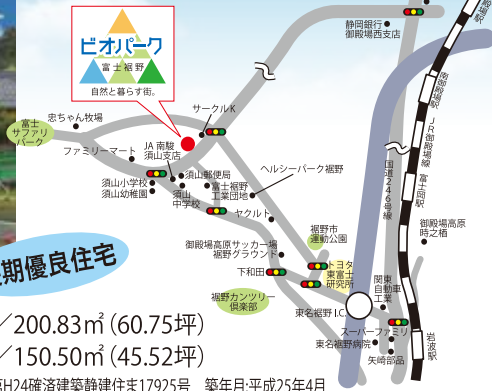 ビオパーク
富士裾野
自然と暮らす街。
静岡銀行
御殿場西支店
南御殿場駅
JR御殿場線
富士岡駅
国道246号線
サークルK
忠ちゃん牧場
富士
サファリ
パーク
ファミリーマート
JA 南駿
須山支店
須山郵便局
須山小学校
須山幼稚園
須山
中学校
富士裾野
工業団地
ヘルシーパーク裾野
ヤクルト
裾野市
運動公園
御殿場高原
時之栖
御殿場高原サッカー場
裾野グラウンド
下和田
トヨタ
東富士
研究所
裾野カンツリー
倶楽部
関東
自動車
工業
東名裾野I.C.
スーパーファミリー
東名裾野病院
矢崎部品
岩波駅
期優良住宅
／200.83㎡(60.75坪)
／150.50㎡(45.52坪)
H24確済建築静建住ま17925号 築年月:平成25年4月